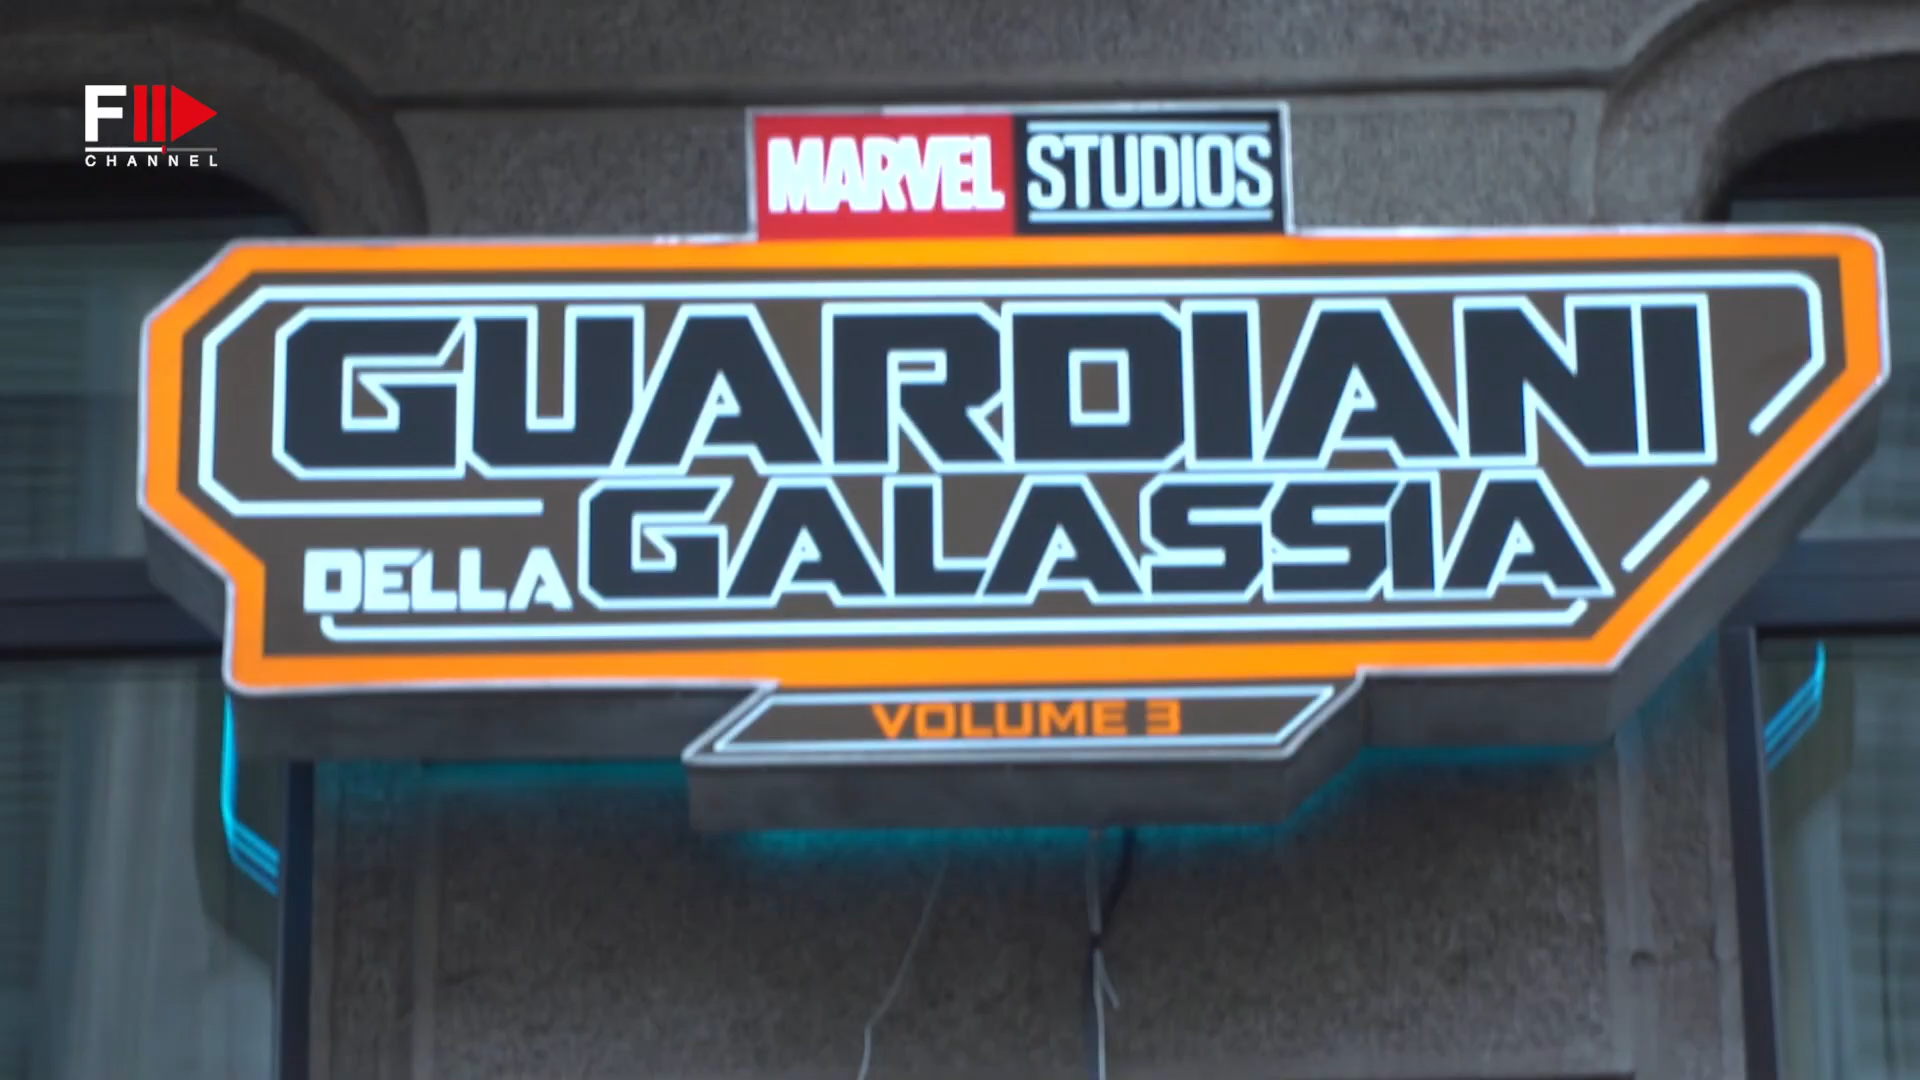 F
CHANNEL
MARVEL STUDIOS
GUARDIANI
DELLA GALASSIA
VOLUME 3